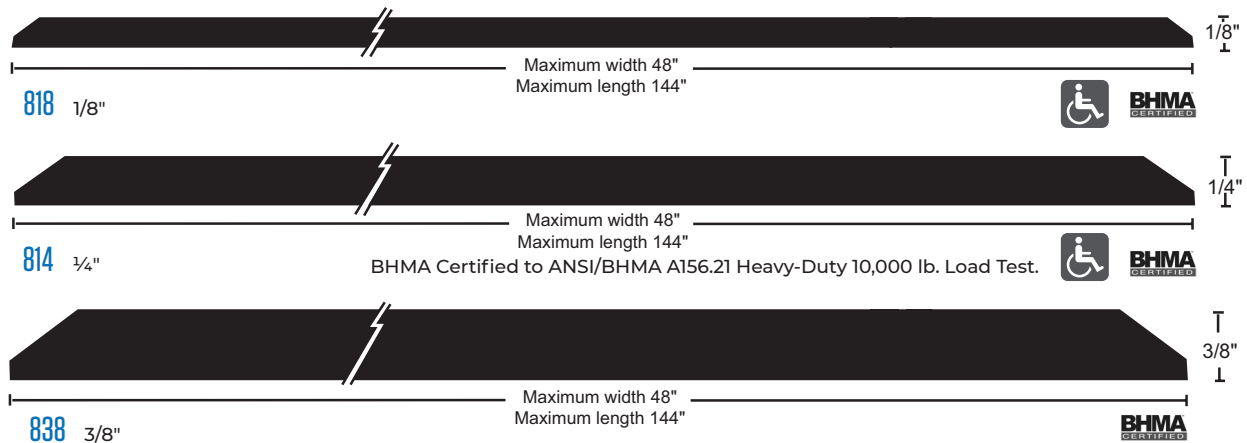 1/8"
Maximum width 48"
Maximum length 144"
818 1/8"
BHMA
CERTIFIED
1/4"
Maximum width 48"
Maximum length 144"
814 ¼"
BHMA Certified to ANSI/BHMA A156.21 Heavy-Duty 10,000 lb. Load Test.
BHMA
CERTIFIED
3/8"
Maximum width 48"
Maximum length 144"
838 3/8"
BHMA
CERTIFIED